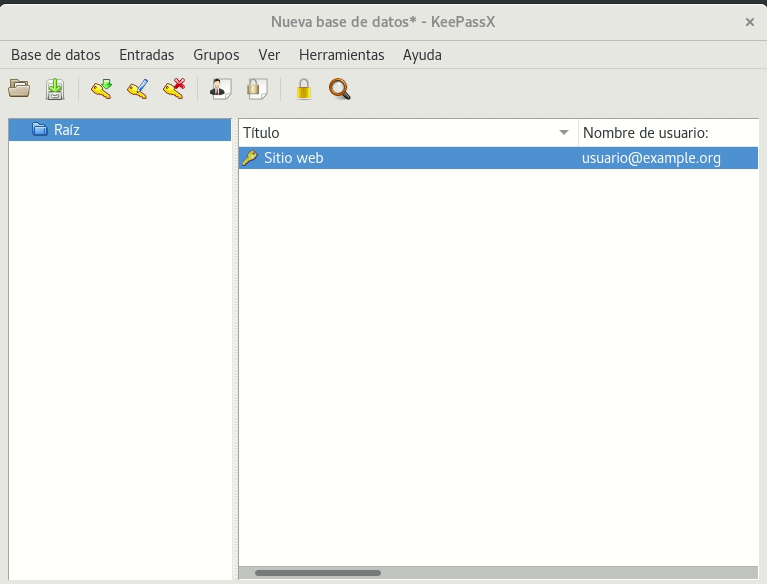 Nueva base de datos* - KeePassX
Base de datos Entradas Grupos Ver Herramientas Ayuda
Raíz
Título Nombre de usuario:
Sitio web usuario@example.org